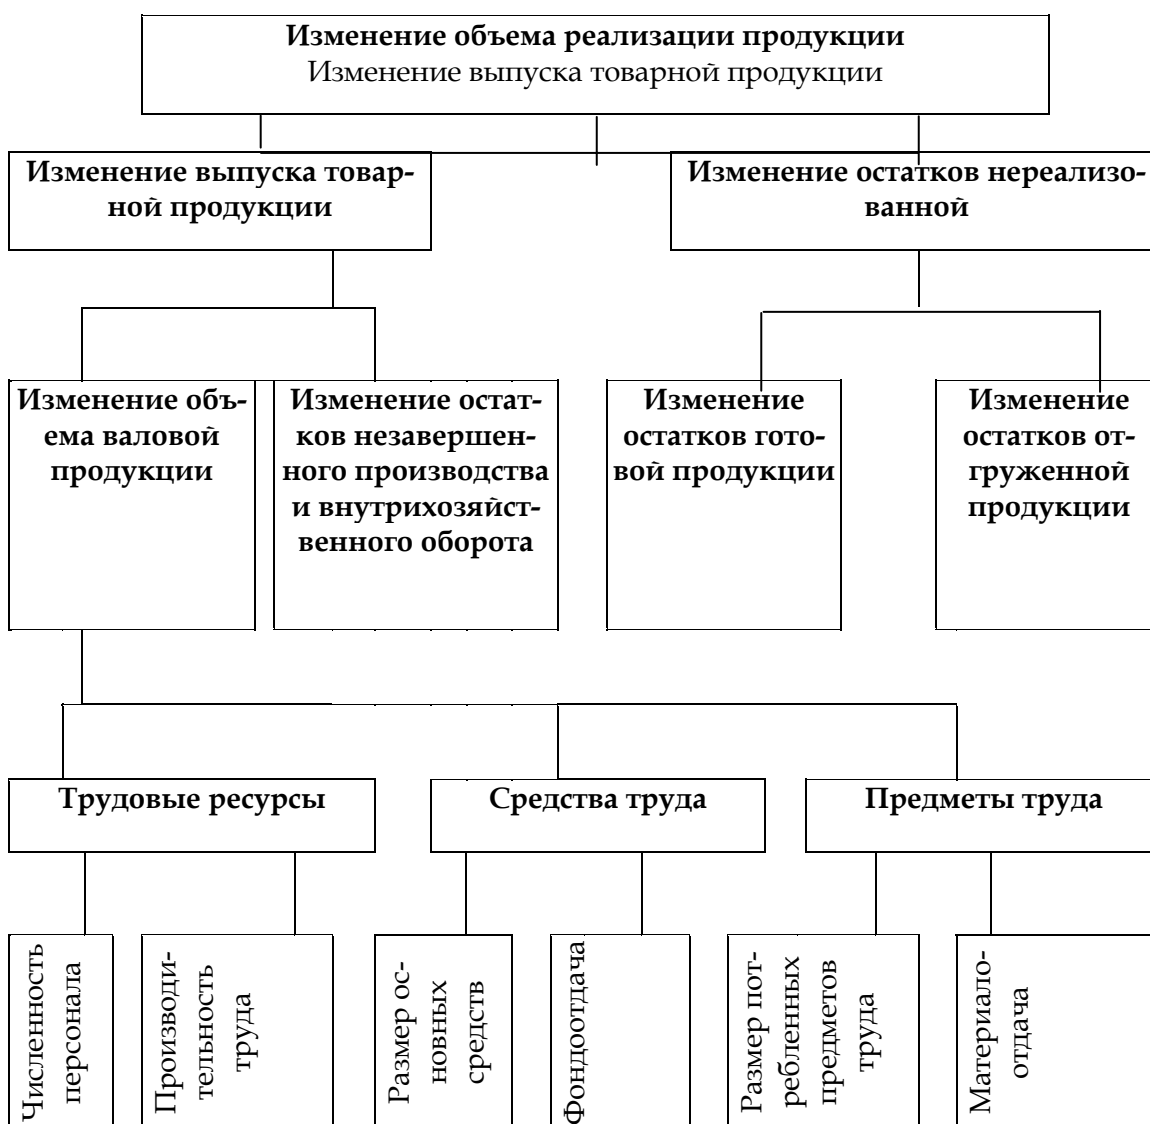 Изменение объема реализации продукции
Изменение выпуска товарной продукции
Изменение выпуска товар-
ной продукции
Изменение остатков нереализо-
ванной
Изменение объ-
ема валовой
продукции
Изменение остат-
ков незавершен-
ного производства
и внутрихозяйст-
венного оборота
Изменение
остатков гото-
вой продукции
Изменение
остатков от-
груженной
продукции
Трудовые ресурсы
Средства труда
Предметы труда
Численность
персонала
Производи-
тельность
труда
Размер ос-
новных
средств
Фондоотдача
Размер пот-
ребленных
предметов
труда
Материало-
отдача